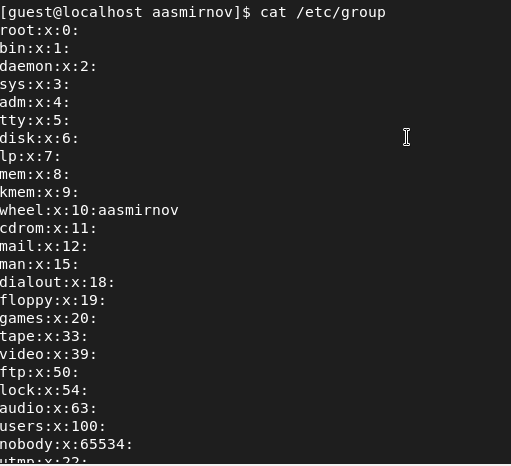 [guest@localhost aasmirnov]$ cat /etc/group
root:x:0:
bin:x:1:
daemon:x:2:
sys:x:3:
adm:x:4:
tty:x:5:
disk:x:6:
lp:x:7:
mem:x:8:
kmem:x:9:
wheel:x:10:aasmirnov
cdrom:x:11:
mail:x:12:
man:x:15:
dialout:x:18:
floppy:x:19:
games:x:20:
tape:x:33:
video:x:39:
ftp:x:50:
lock:x:54:
audio:x:63:
users:x:100:
nobody:x:65534:
utmp:x:22: